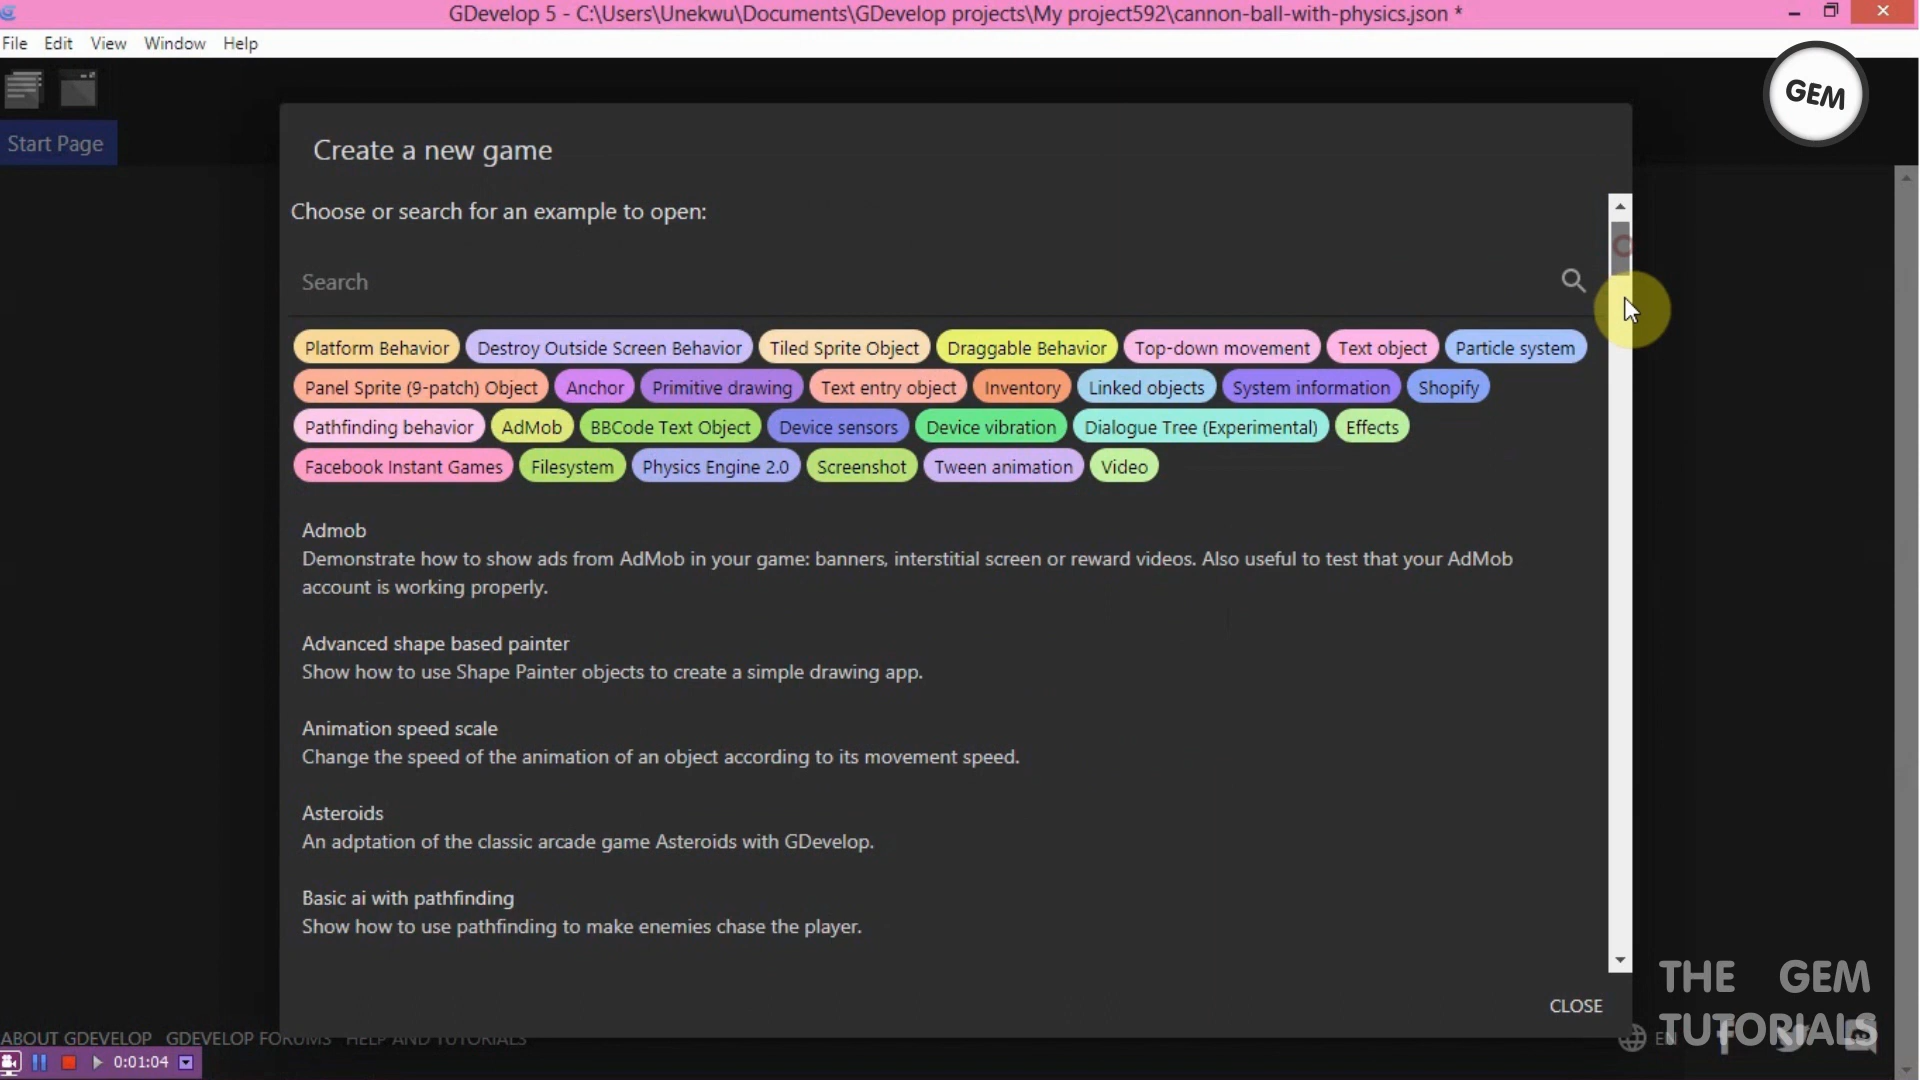 GDevelop 5 - C:\Users\Unekwu\Documents\GDevelop projects\My project592\cannon-ball-with-physics.json *
File Edit View Window Help
GEM
Start Page
Create a new game
Choose or search for an example to open:
Search
Platform Behavior Destroy Outside Screen Behavior Tiled Sprite Object Draggable Behavior Top-down movement Text object Particle system
Panel Sprite (9-patch) Object Anchor Primitive drawing Text entry object Inventory Linked objects System information Shopify
Pathfinding behavior AdMob BBCode Text Object Device sensors Device vibration Dialogue Tree (Experimental) Effects
Facebook Instant Games Filesystem Physics Engine 2.0 Screenshot Tween animation Video
Admob
Demonstrate how to show ads from AdMob in your game: banners, interstitial screen or reward videos. Also useful to test that your AdMob
account is working properly.
Advanced shape based painter
Show how to use Shape Painter objects to create a simple drawing app.
Animation speed scale
Change the speed of the animation of an object according to its movement speed.
Asteroids
An adptation of the classic arcade game Asteroids with GDevelop.
Basic ai with pathfinding
Show how to use pathfinding to make enemies chase the player.
CLOSE
THE GEM
TUTORIALS
ABOUT GDEVELOP GDEVELOP FORUMS HELP AND TUTORIALS
EN
0:01:04